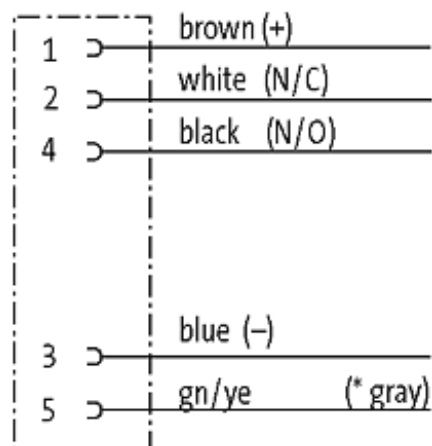 1 brown (+)
2 white (N/C)
4 black (N/O)
3 blue (–)
5 gn/ye (* gray)